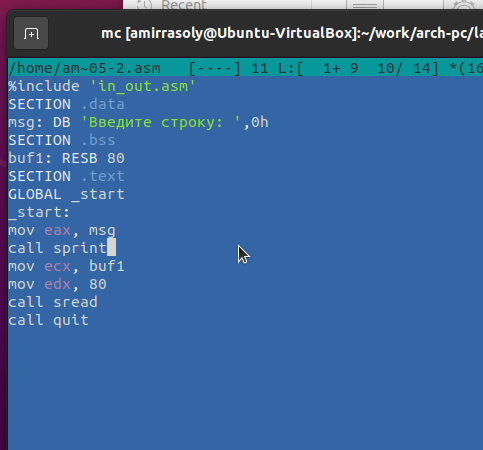 Recent
mc [amirrasoly@Ubuntu-VirtualBox]:~/work/arch-pc/la
/home/am~05-2.asm   [----] 11 L:[  1+ 9  10/ 14] *(16
%include 'in_out.asm'
SECTION .data
msg: DB 'Введите строку: ',0h
SECTION .bss
buf1: RESB 80
SECTION .text
GLOBAL _start
_start:
mov eax, msg
call sprint
mov ecx, buf1
mov edx, 80
call sread
call quit